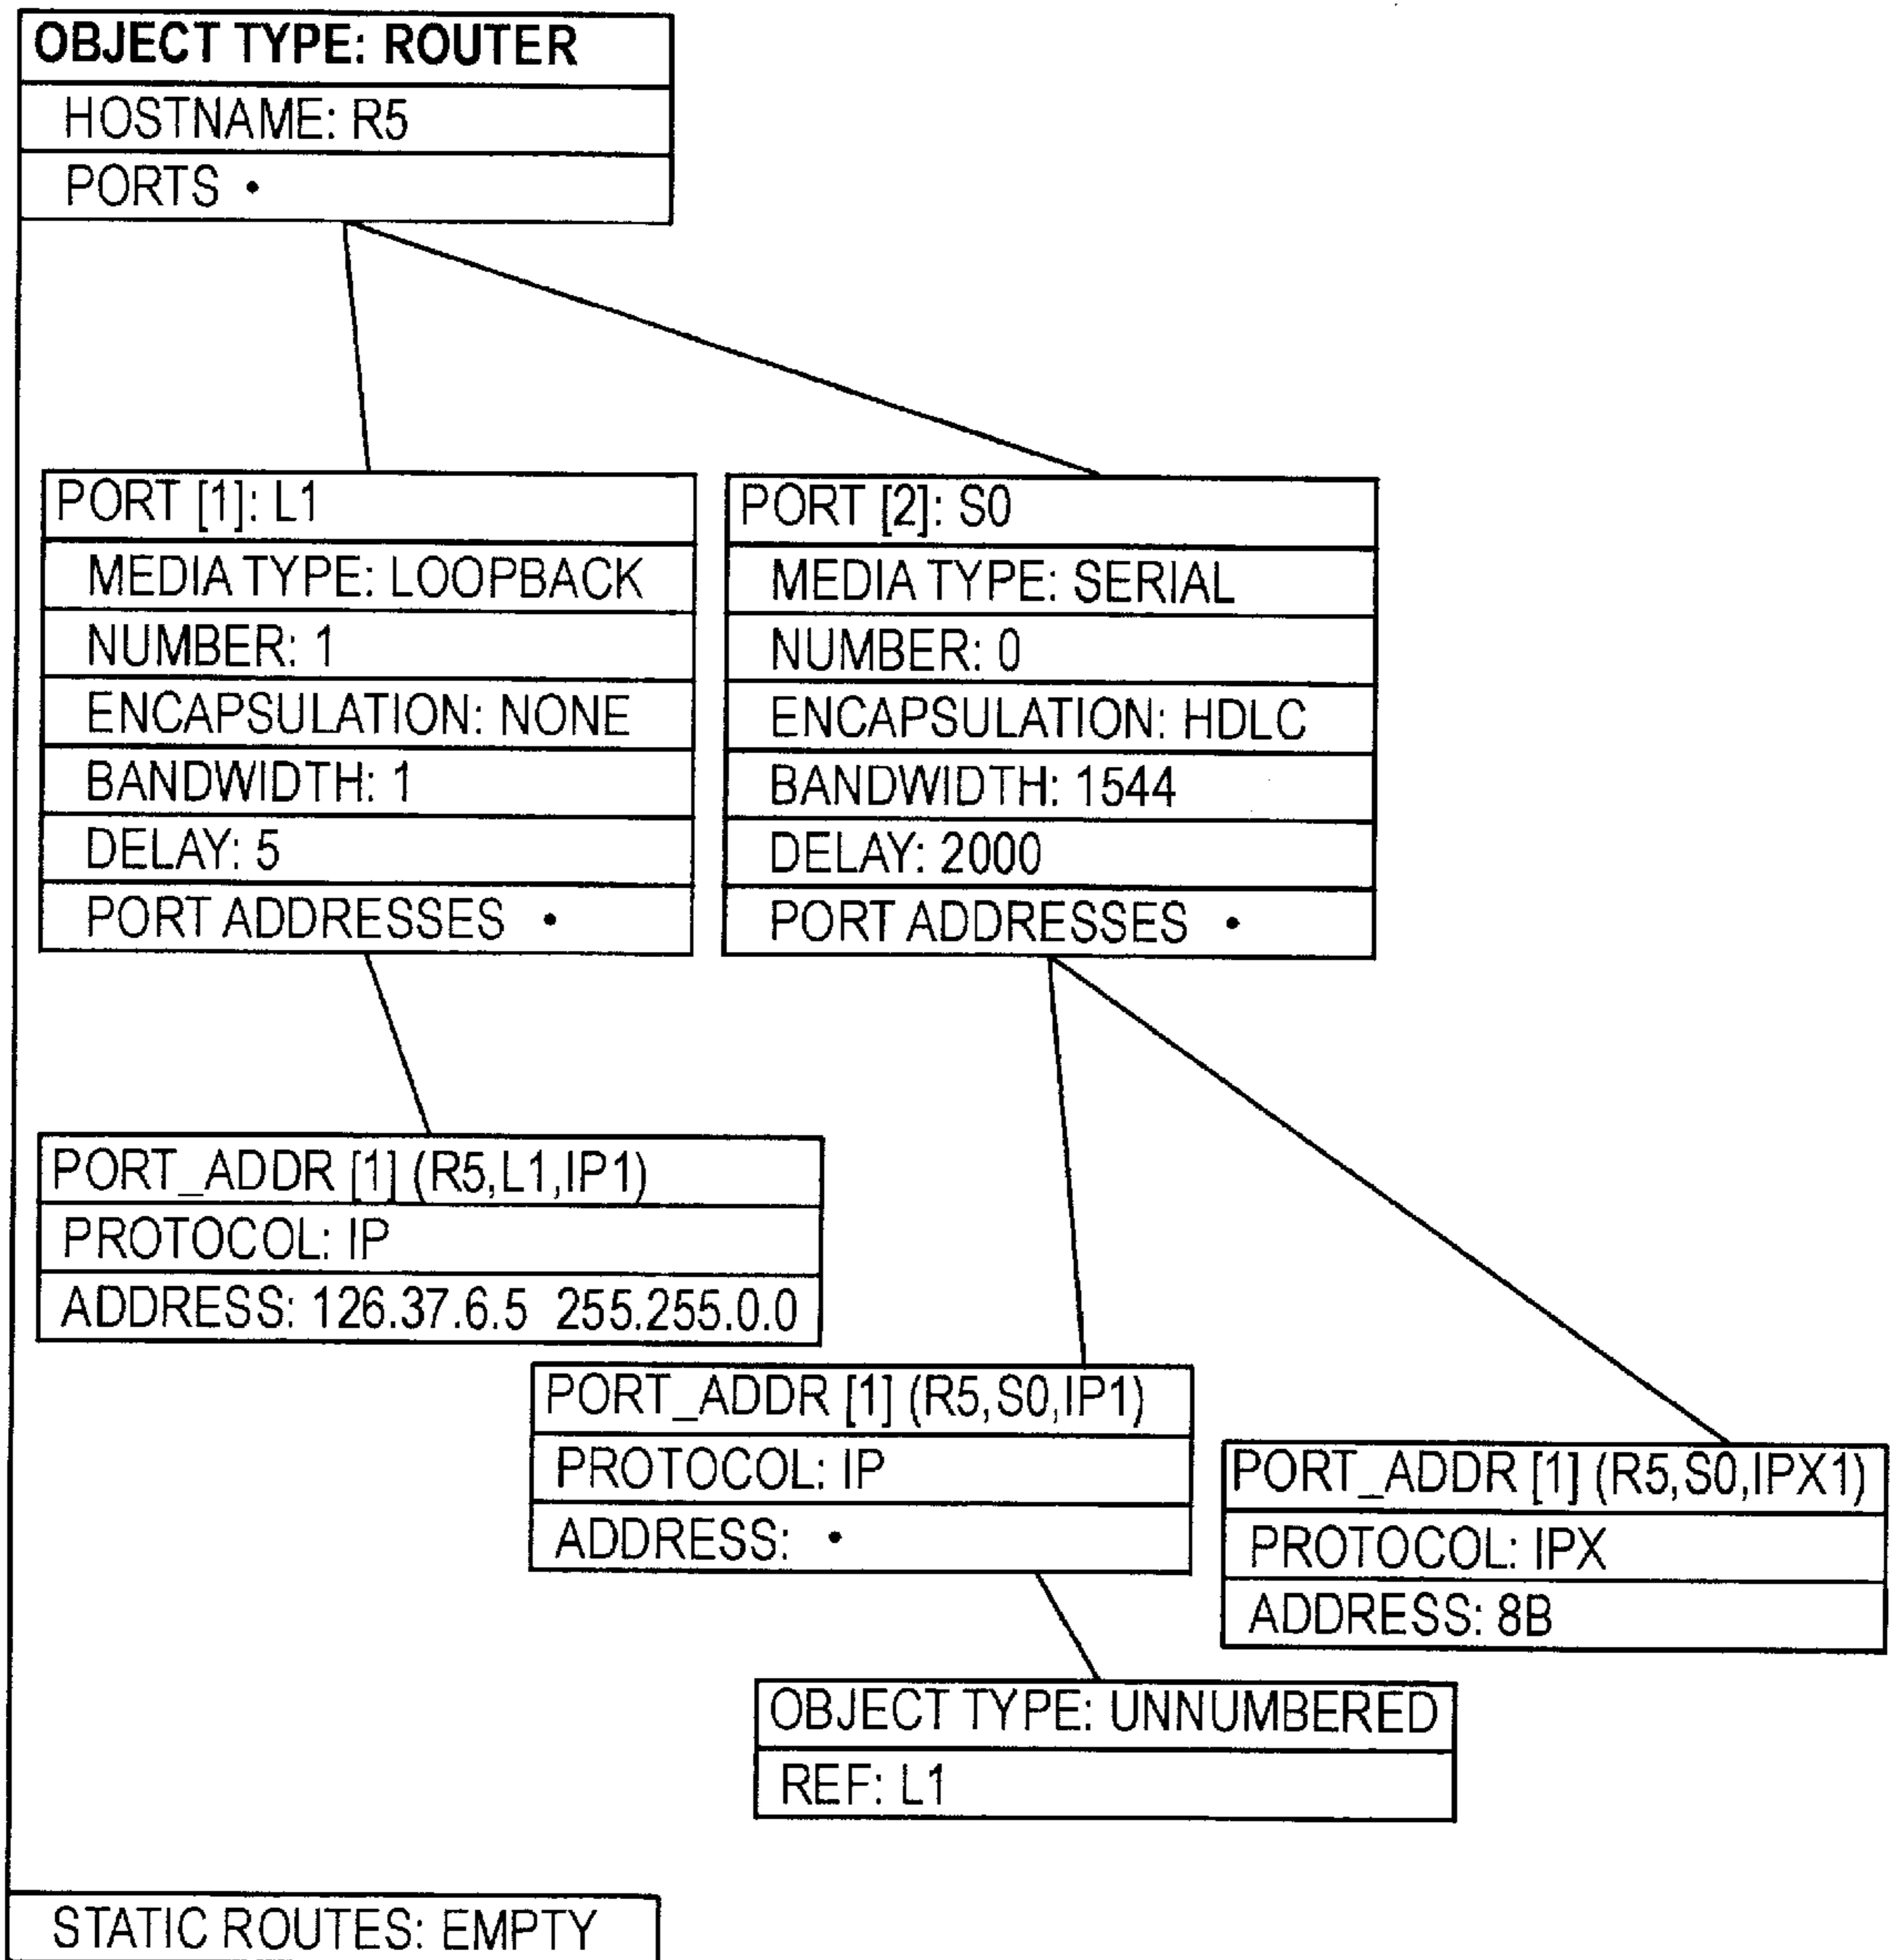 OBJECT TYPE: ROUTER
HOSTNAME: R5
PORTS •
PORT [1]: L1
MEDIA TYPE: LOOPBACK
NUMBER: 1
ENCAPSULATION: NONE
BANDWIDTH: 1
DELAY: 5
PORT ADDRESSES •
PORT [2]: S0
MEDIA TYPE: SERIAL
NUMBER: 0
ENCAPSULATION: HDLC
BANDWIDTH: 1544
DELAY: 2000
PORT ADDRESSES •
PORT_ADDR [1] (R5,L1,IP1)
PROTOCOL: IP
ADDRESS: 126.37.6.5 255.255.0.0
PORT_ADDR [1] (R5,S0,IP1)
PROTOCOL: IP
ADDRESS: •
PORT_ADDR [1] (R5,S0,IPX1)
PROTOCOL: IPX
ADDRESS: 8B
OBJECT TYPE: UNNUMBERED
REF: L1
STATIC ROUTES: EMPTY